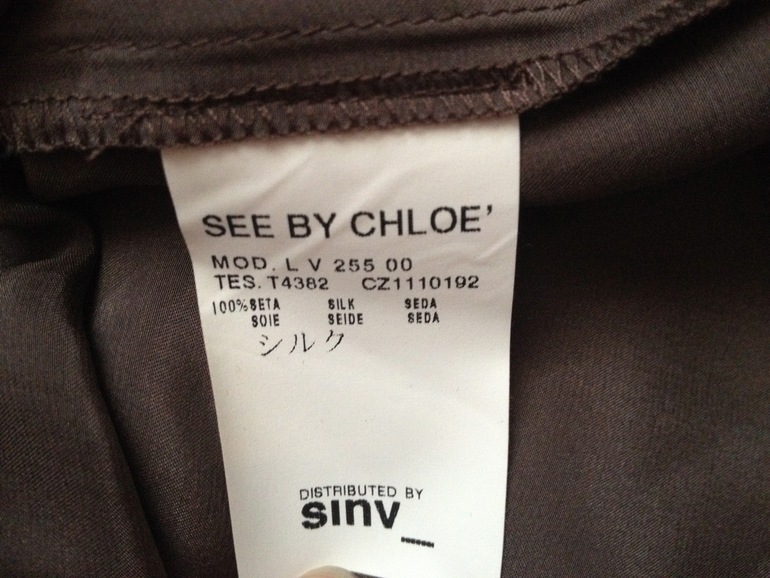 SEE BY CHLOE'
MOD. L V 255 00
TES. T4382 CZ1110192
100%SETA SILK SEDA
SOIE SEIDE SEDA
シルク
DISTRIBUTED BY
sinv